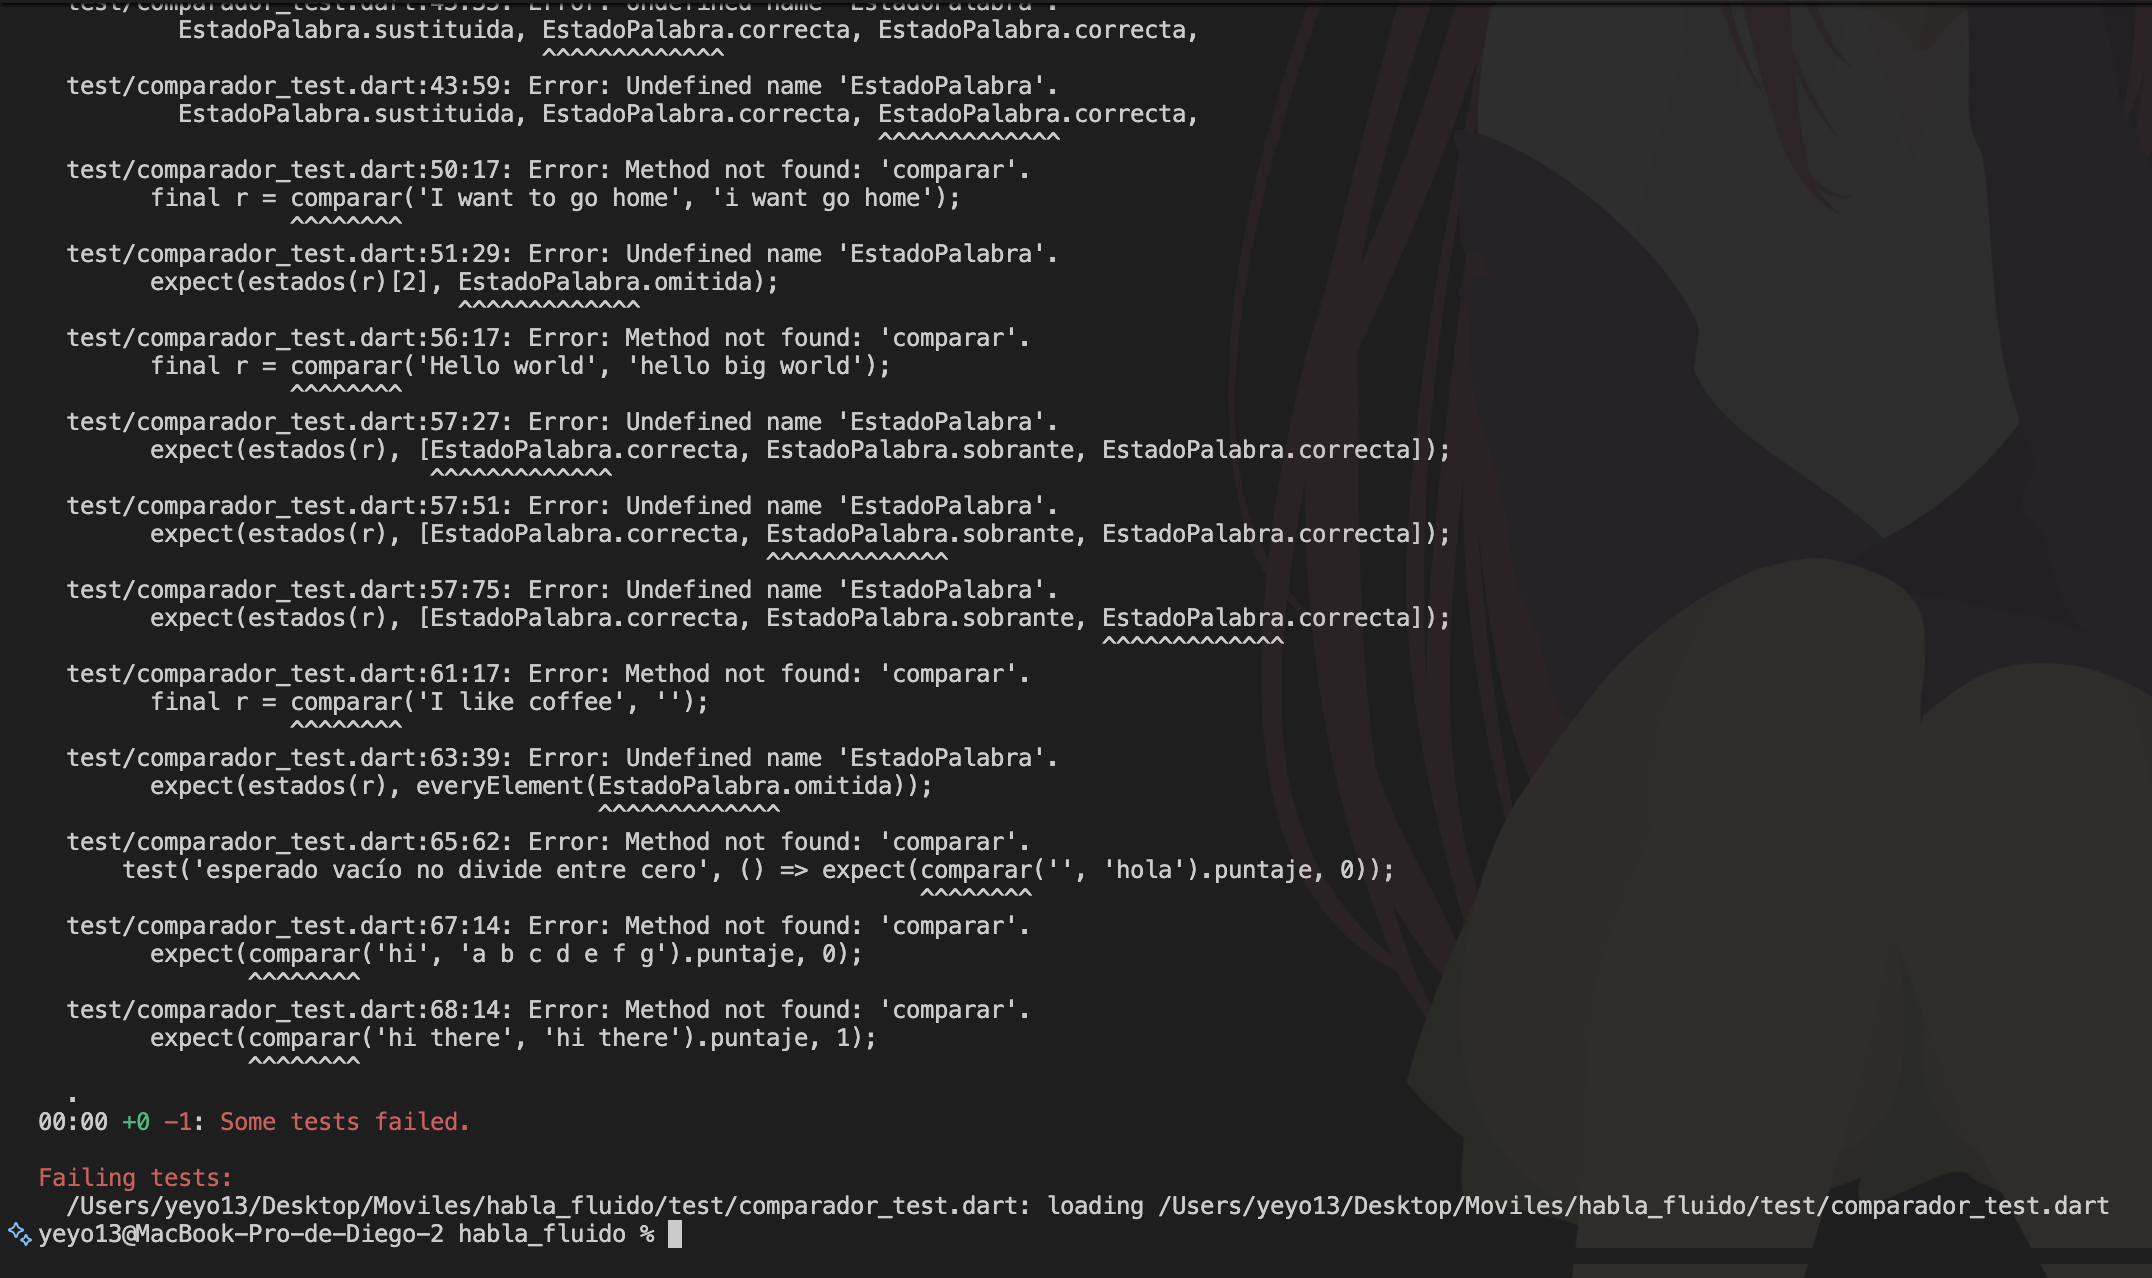 test/comparador_test.dart:43:35: Error: Undefined name 'EstadoPalabra'.
EstadoPalabra.sustituida, EstadoPalabra.correcta, EstadoPalabra.correcta,
^^^^^^^^^^^^^
test/comparador_test.dart:43:59: Error: Undefined name 'EstadoPalabra'.
EstadoPalabra.sustituida, EstadoPalabra.correcta, EstadoPalabra.correcta,
^^^^^^^^^^^^^
test/comparador_test.dart:50:17: Error: Method not found: 'comparar'.
final r = comparar('I want to go home', 'i want go home');
^^^^^^^^
test/comparador_test.dart:51:29: Error: Undefined name 'EstadoPalabra'.
expect(estados(r)[2], EstadoPalabra.omitida);
^^^^^^^^^^^^^
test/comparador_test.dart:56:17: Error: Method not found: 'comparar'.
final r = comparar('Hello world', 'hello big world');
^^^^^^^^
test/comparador_test.dart:57:27: Error: Undefined name 'EstadoPalabra'.
expect(estados(r), [EstadoPalabra.correcta, EstadoPalabra.sobrante, EstadoPalabra.correcta]);
^^^^^^^^^^^^^
test/comparador_test.dart:57:51: Error: Undefined name 'EstadoPalabra'.
expect(estados(r), [EstadoPalabra.correcta, EstadoPalabra.sobrante, EstadoPalabra.correcta]);
^^^^^^^^^^^^^
test/comparador_test.dart:57:75: Error: Undefined name 'EstadoPalabra'.
expect(estados(r), [EstadoPalabra.correcta, EstadoPalabra.sobrante, EstadoPalabra.correcta]);
^^^^^^^^^^^^^
test/comparador_test.dart:61:17: Error: Method not found: 'comparar'.
final r = comparar('I like coffee', '');
^^^^^^^^
test/comparador_test.dart:63:39: Error: Undefined name 'EstadoPalabra'.
expect(estados(r), everyElement(EstadoPalabra.omitida));
^^^^^^^^^^^^^
test/comparador_test.dart:65:62: Error: Method not found: 'comparar'.
test('esperado vacío no divide entre cero', () => expect(comparar('', 'hola').puntaje, 0));
^^^^^^^^
test/comparador_test.dart:67:14: Error: Method not found: 'comparar'.
expect(comparar('hi', 'a b c d e f g').puntaje, 0);
^^^^^^^^
test/comparador_test.dart:68:14: Error: Method not found: 'comparar'.
expect(comparar('hi there', 'hi there').puntaje, 1);
^^^^^^^^
.
00:00 +0 -1: Some tests failed.
Failing tests:
/Users/yeyo13/Desktop/Moviles/habla_fluido/test/comparador_test.dart: loading /Users/yeyo13/Desktop/Moviles/habla_fluido/test/comparador_test.dart
yeyo13@MacBook-Pro-de-Diego-2 habla_fluido %